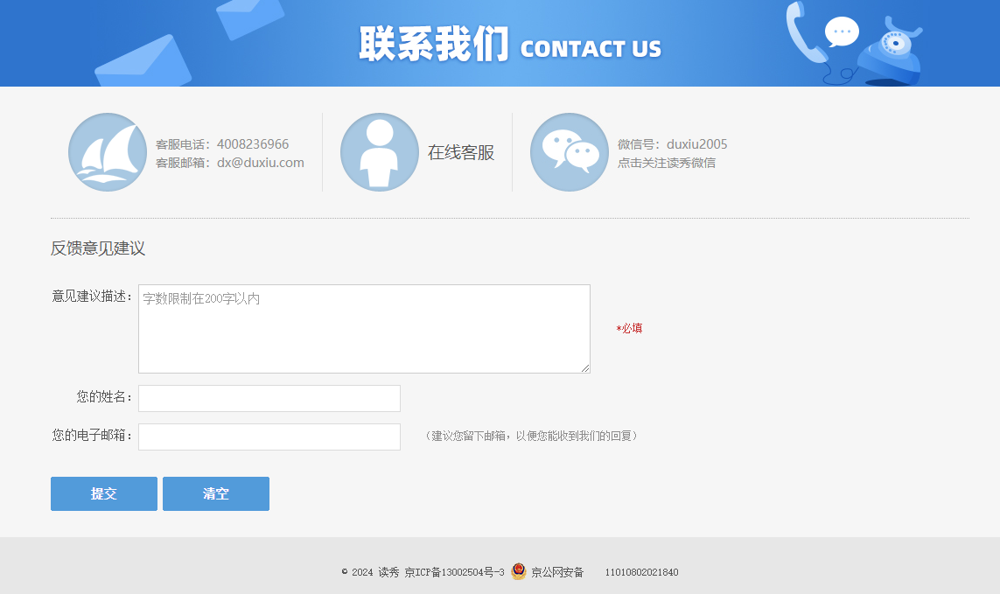 联系我们 CONTACT US
客服电话：4008236966
客服邮箱：dx@duxiu.com
在线客服
微信号：duxiu2005
点击关注读秀微信
反馈意见建议
意见建议描述：
字数限制在200字以内
*必填
您的姓名：
您的电子邮箱：
（建议您留下邮箱，以便您能收到我们的回复）
提交 清空
© 2024 读秀 京ICP备13002504号-3 京公网安备 11010802021840